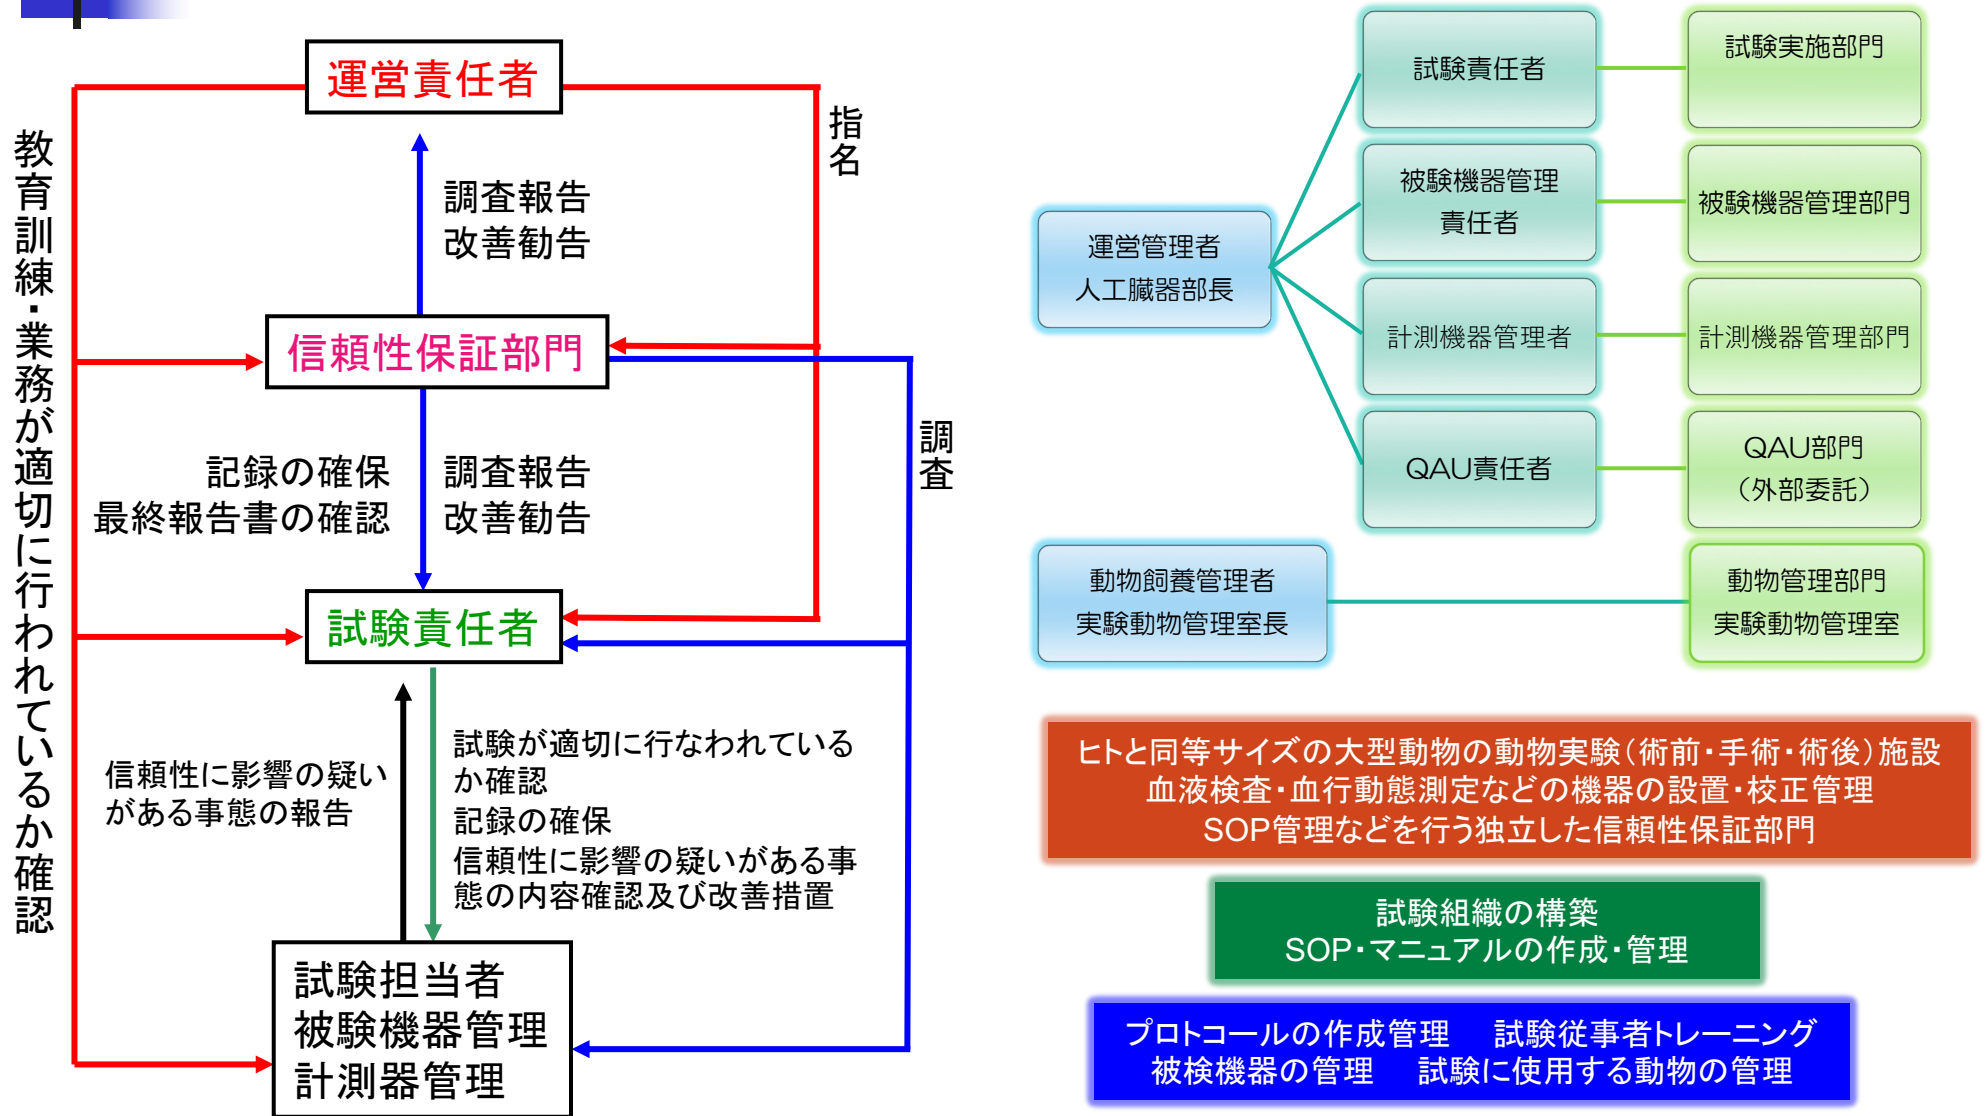 運営責任者
指名
教育訓練・業務が適切に行われているか確認
調査報告
改善勧告
信頼性保証部門
調査
記録の確保
最終報告書の確認
調査報告
改善勧告
試験責任者
信頼性に影響の疑い
がある事態の報告
試験が適切に行なわれている
か確認
記録の確保
信頼性に影響の疑いがある事
態の内容確認及び改善措置
試験担当者
被験機器管理
計測器管理
運営管理者
人工臓器部長
試験責任者
試験実施部門
被験機器管理
責任者
被験機器管理部門
計測機器管理者
計測機器管理部門
QAU責任者
QAU部門
(外部委託)
動物飼養管理者
実験動物管理室長
動物管理部門
実験動物管理室
ヒトと同等サイズの大型動物の動物実験(術前・手術・術後)施設
血液検査・血行動態測定などの機器の設置・校正管理
SOP管理などを行う独立した信頼性保証部門
試験組織の構築
SOP・マニュアルの作成・管理
プロトコールの作成管理 試験従事者トレーニング
被検機器の管理 試験に使用する動物の管理